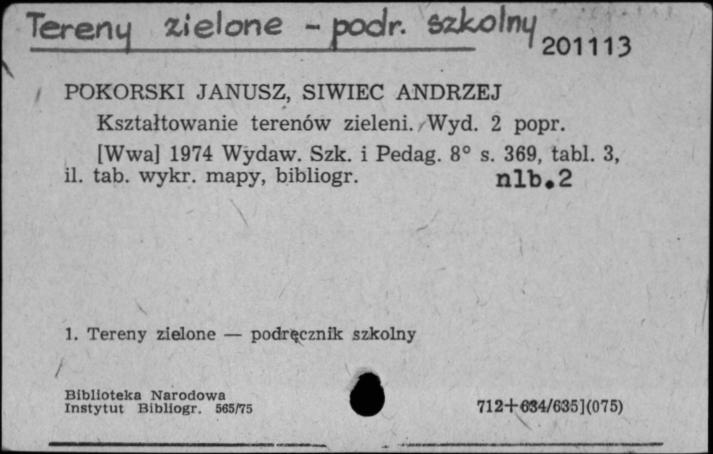 Tereny zielone - podr. szkolny
201113
POKORSKI JANUSZ, SIWIEC ANDRZEJ
Kształtowanie terenów zieleni. Wyd. 2 popr.
[Wwa] 1974 Wydaw. Szk. i Pedag. 8° s. 369, tabl. 3,
il. tab. wykr. mapy, bibliogr. nlb.2
1. Tereny zielone — podręcznik szkolny
Biblioteka Narodowa
Instytut Bibliogr. 565/75
712+634/635](075)